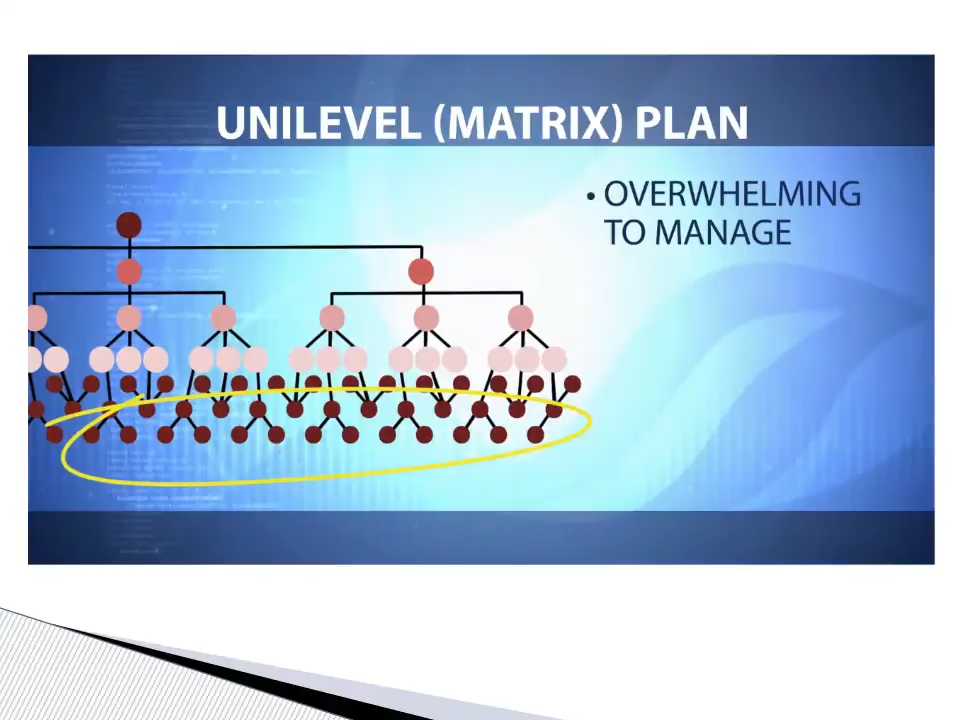 UNILEVEL (MATRIX) PLAN
• OVERWHELMING
TO MANAGE